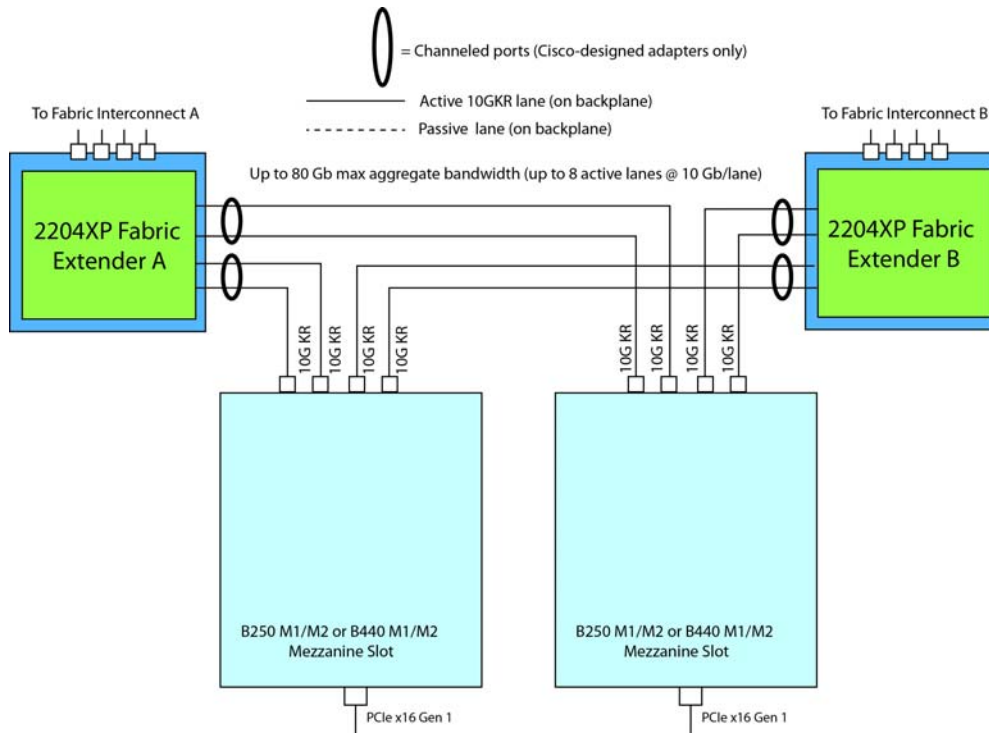 = Channeled ports (Cisco-designed adapters only)
Active 10GKR lane (on backplane)
Passive lane (on backplane)
To Fabric Interconnect A
To Fabric Interconnect B
Up to 80 Gb max aggregate bandwidth (up to 8 active lanes @ 10 Gb/lane)
2204XP Fabric
Extender A
2204XP Fabric
Extender B
10G KR
10G KR
10G KR
10G KR
10G KR
10G KR
10G KR
10G KR
B250 M1/M2 or B440 M1/M2
Mezzanine Slot
B250 M1/M2 or B440 M1/M2
Mezzanine Slot
PCIe x16 Gen 1
PCIe x16 Gen 1